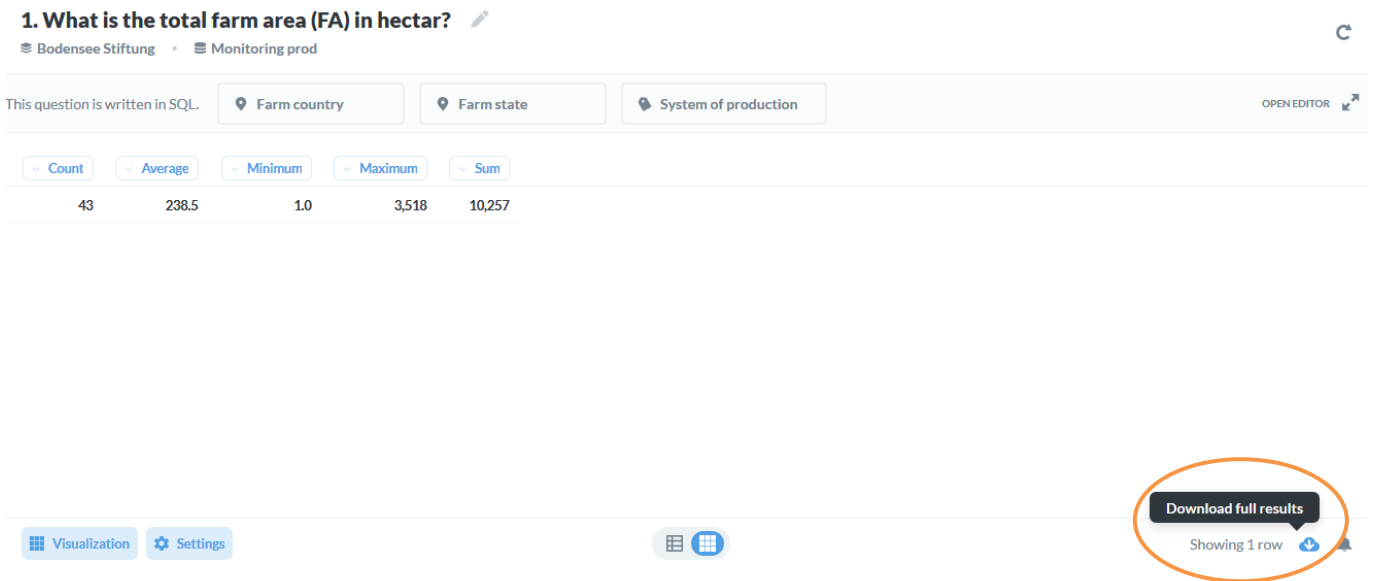 1. What is the total farm area (FA) in hectar?
Bodensee Stiftung • Monitoring prod
This question is written in SQL. Farm country Farm state System of production OPEN EDITOR
Count Average Minimum Maximum Sum
43 238.5 1.0 3,518 10,257
Download full results
Visualization Settings Showing 1 row